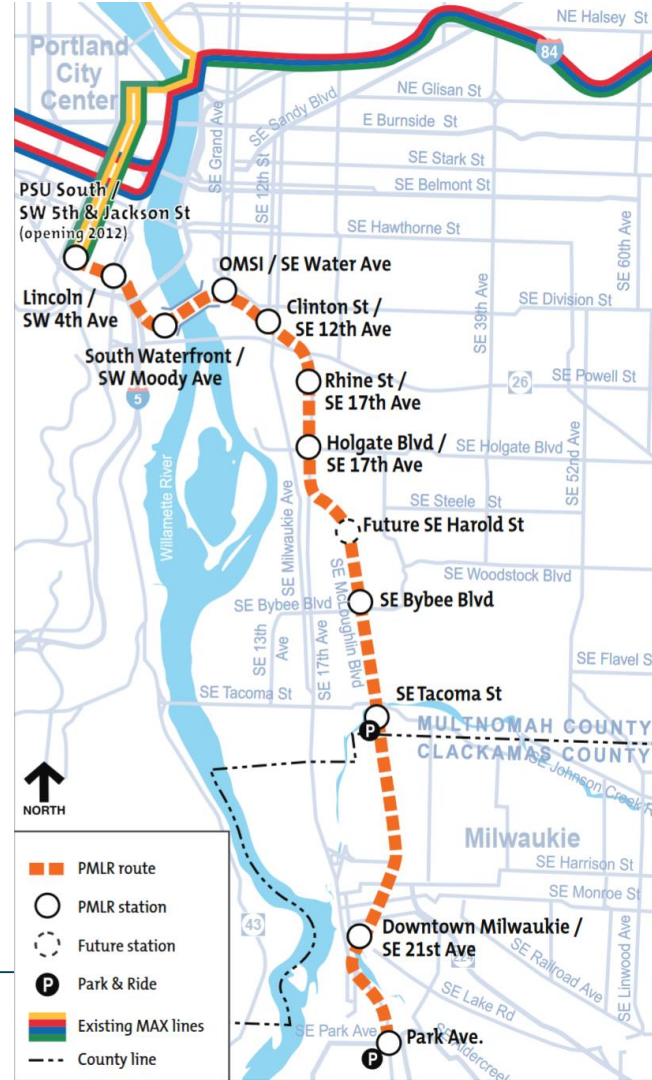 NE Halsey St
84
Portland
City
Center
NE Glisan St
SE Sandy Blvd
E Burnside St
SE Grand Ave
SE 12th St
SE Stark St
SE Belmont St
PSU South /
SW 5th & Jackson St
(opening 2012)
SE Hawthorne St
SE 60th Ave
OMSI / SE Water Ave
Lincoln /
SW 4th Ave
Clinton St /
SE 12th Ave
SE 39th Ave
SE Division St
South Waterfront /
SW Moody Ave
5
Rhine St /
SE 17th Ave
26
SE Powell St
Holgate Blvd /
SE 17th Ave
SE Holgate Blvd
SE 52nd Ave
Willamette River
SE Milwaukie Ave
SE Steele St
Future SE Harold St
SE McLoughlin Blvd
SE Woodstock Blvd
SE Bybee Blvd
SE Bybee Blvd
SE 13th
Ave
SE 17th Ave
SE Flavel S
SE Tacoma St
SE Tacoma St
P
MULTNOMAH COUNTY
CLACKAMAS COUNTY
SE Johnson Creek R
NORTH
Milwaukie
SE Harrison St
SE Monroe St
43
Downtown Milwaukie /
SE 21st Ave
224
SE Railroad Ave
SE Linwood Ave
SE Lake Rd
SE Park Ave
Park Ave.
P
SE Aldercree
PMLR route
PMLR station
Future station
P
Park & Ride
Existing MAX lines
County line